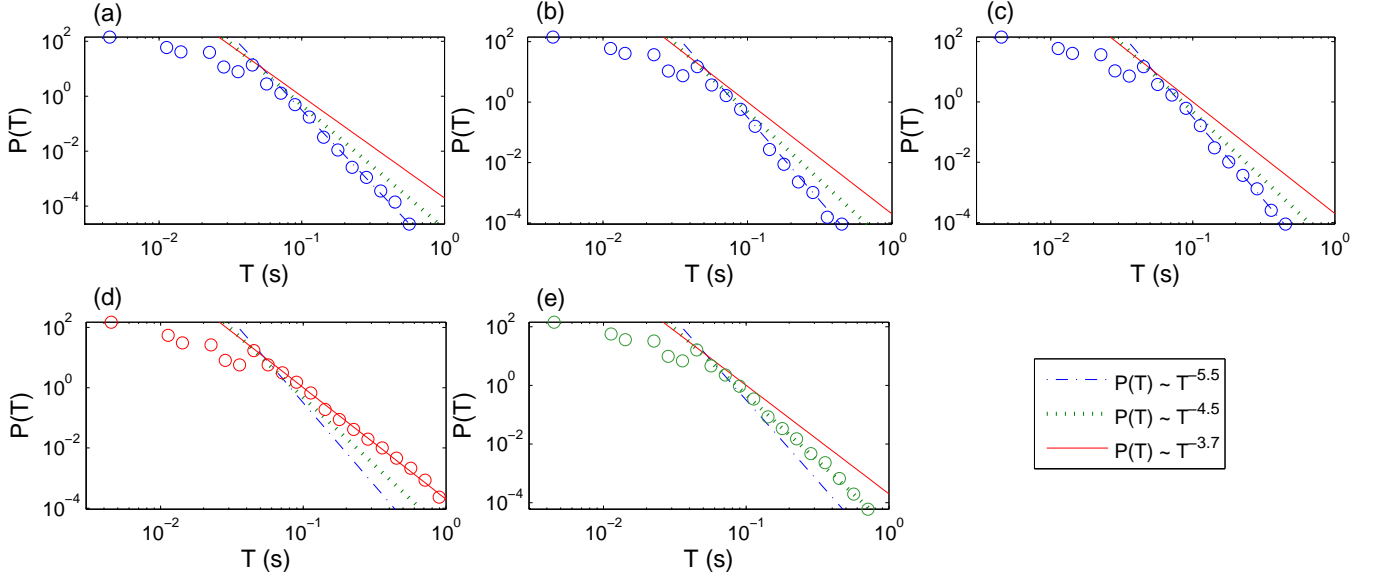 (a)
10^2
10^0
10^-2
10^-4
P(T)
10^-2
10^-1
10^0
T (s)
(b)
10^2
10^0
10^-2
10^-4
P(T)
10^-2
10^-1
10^0
T (s)
(c)
10^2
10^0
10^-2
10^-4
P(T)
10^-2
10^-1
10^0
T (s)
(d)
10^2
10^0
10^-2
10^-4
P(T)
10^-2
10^-1
10^0
T (s)
(e)
10^2
10^0
10^-2
10^-4
P(T)
10^-2
10^-1
10^0
T (s)
P(T) ~ T^-5.5
P(T) ~ T^-4.5
P(T) ~ T^-3.7